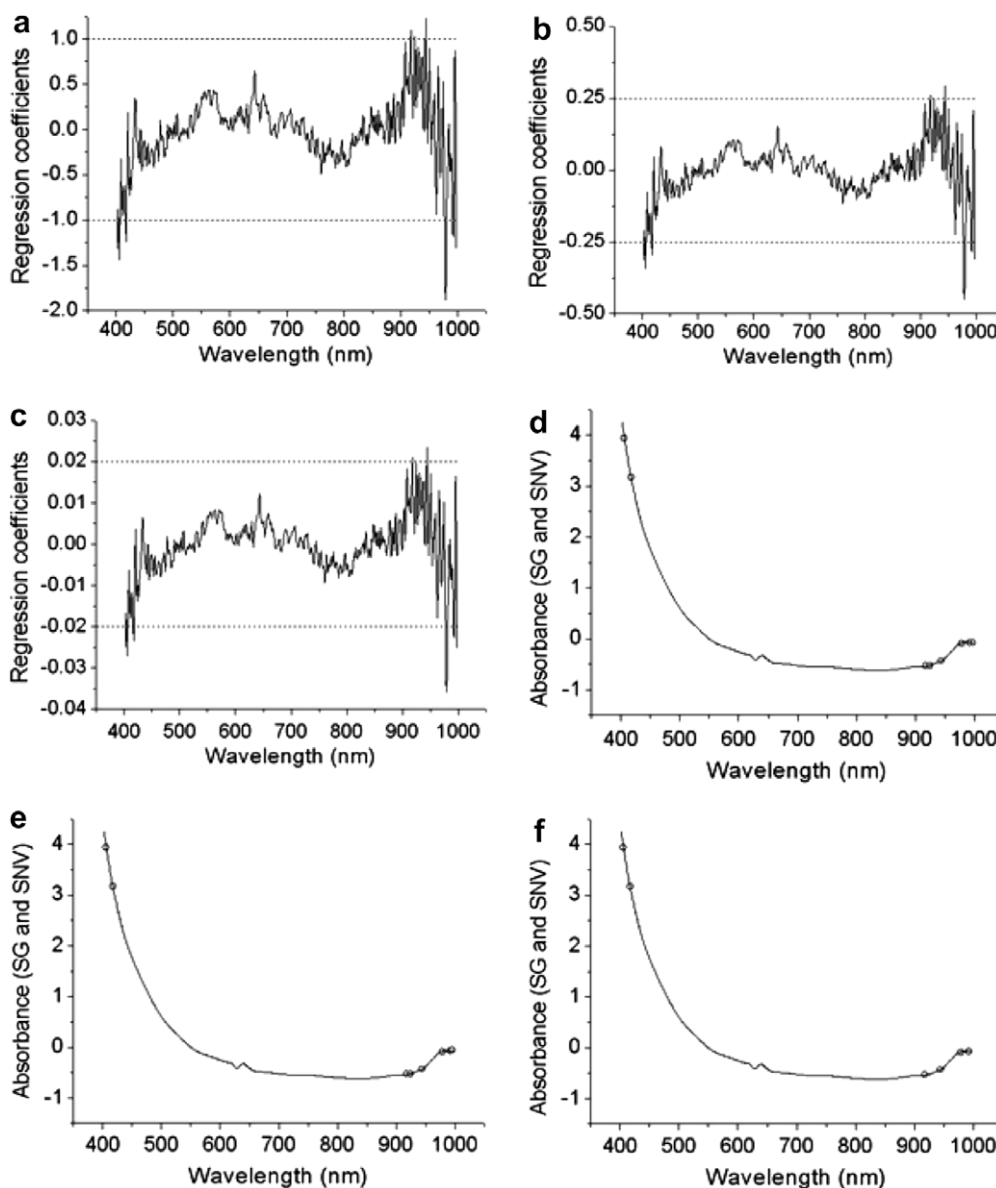 a
Regression coefficients
1.0
0.5
0.0
-0.5
-1.0
-1.5
-2.0
400 500 600 700 800 900 1000
Wavelength (nm)
b
Regression coefficients
0.50
0.25
0.00
-0.25
-0.50
400 500 600 700 800 900 1000
Wavelength (nm)
c
Regression coefficients
0.03
0.02
0.01
0.00
-0.01
-0.02
-0.03
-0.04
400 500 600 700 800 900 1000
Wavelength (nm)
d
Absorbance (SG and SNV)
4
3
2
1
0
-1
400 500 600 700 800 900 1000
Wavelength (nm)
e
Absorbance (SG and SNV)
4
3
2
1
0
-1
400 500 600 700 800 900 1000
Wavelength (nm)
f
Absorbance (SG and SNV)
4
3
2
1
0
-1
400 500 600 700 800 900 1000
Wavelength (nm)